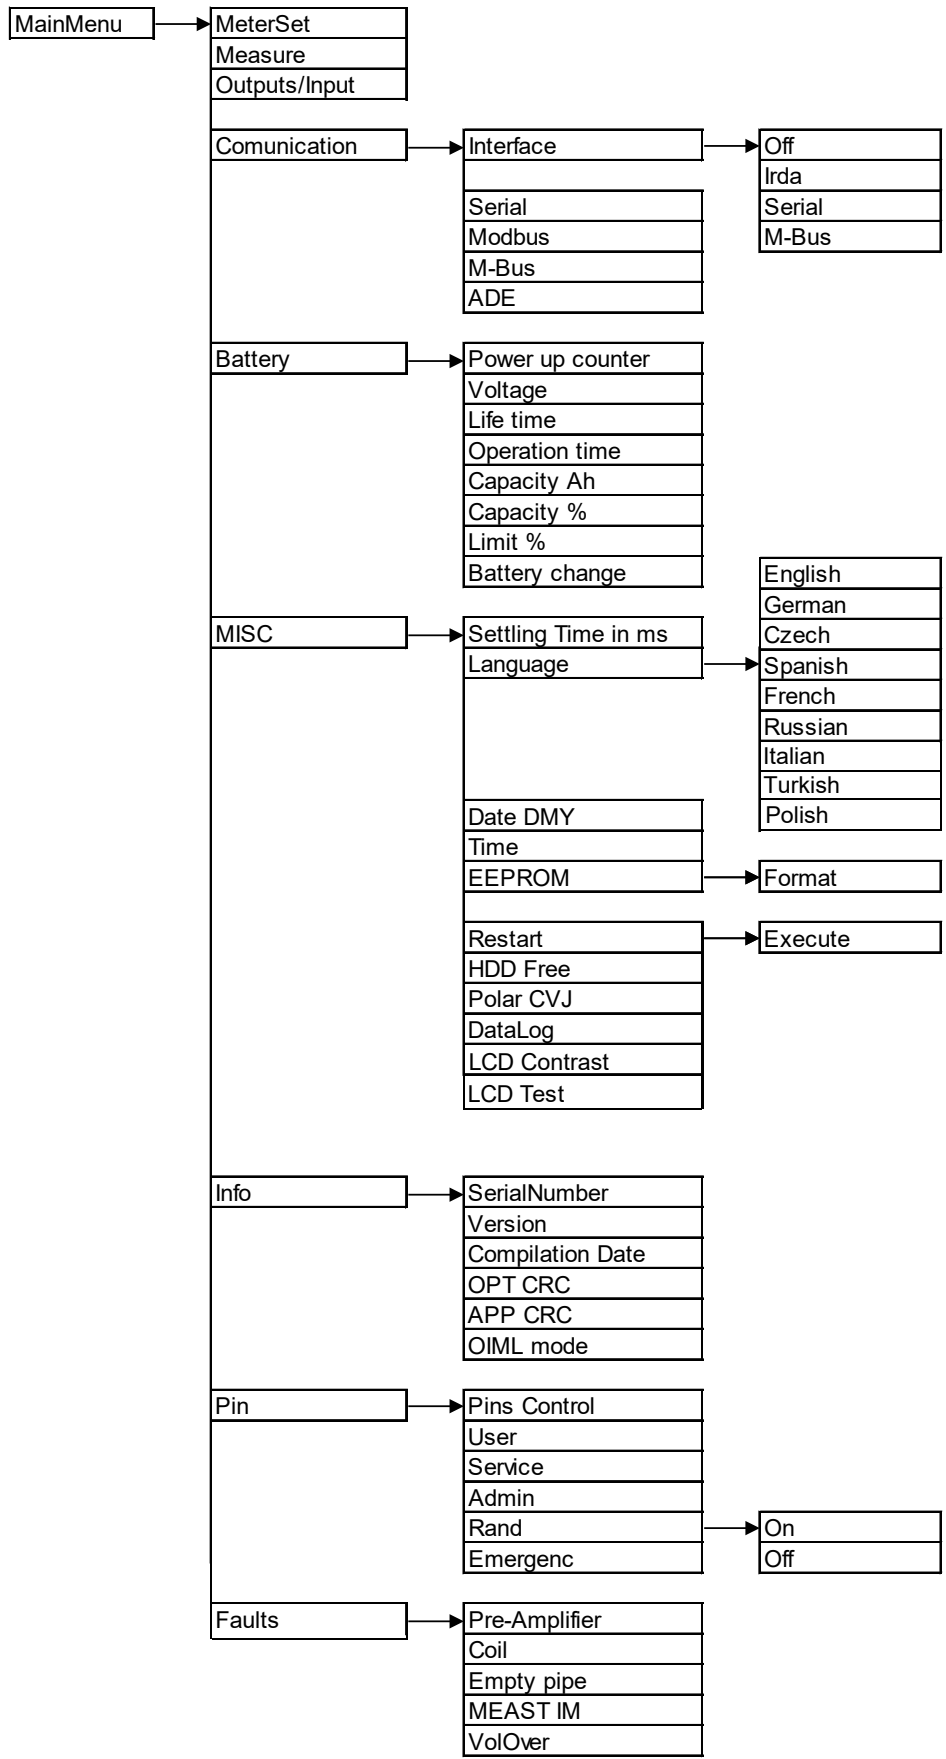 MainMenu
MeterSet
Measure
Outputs/Input
Comunication
Interface
Off
Irda
Serial
M-Bus
Serial
Modbus
M-Bus
ADE
Battery
Power up counter
Voltage
Life time
Operation time
Capacity Ah
Capacity %
Limit %
Battery change
MISC
Settling Time in ms
Language
English
German
Czech
Spanish
French
Russian
Italian
Turkish
Polish
Date DMY
Time
EEPROM
Format
Restart
Execute
HDD Free
Polar CVJ
DataLog
LCD Contrast
LCD Test
Info
SerialNumber
Version
Compilation Date
OPT CRC
APP CRC
OIML mode
Pin
Pins Control
User
Service
Admin
Rand
On
Off
Emergenc
Faults
Pre-Amplifier
Coil
Empty pipe
MEAST IM
VolOver